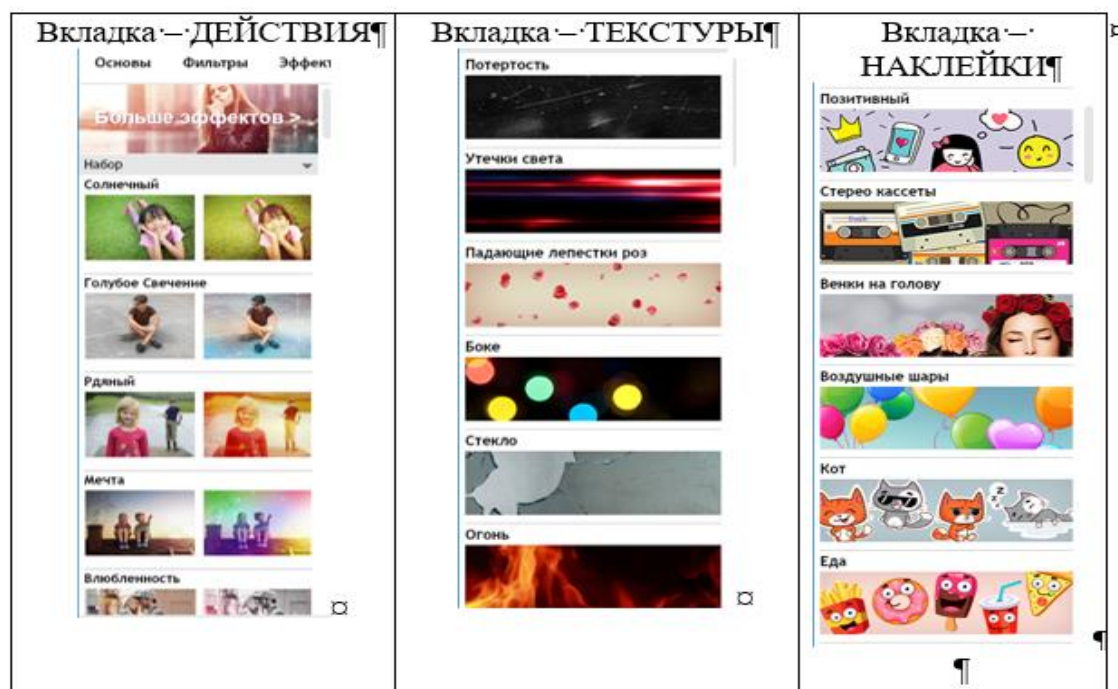 Вкладка – ДЕЙСТВИЯ¶
Основы Фильтры Эффект
Больше эффектов >
Набор
Солнечный
Голубое Свечение
Рдяный
Мечта
Влюбленность
Вкладка – ТЕКСТУРЫ¶
Потертость
Утечки света
Падающие лепестки роз
Боке
Стекло
Огонь
Вкладка –
НАКЛЕЙКИ¶
Позитивный
Стерео кассеты
Венки на голову
Воздушные шары
Кот
Z Z
Еда
¶
¶